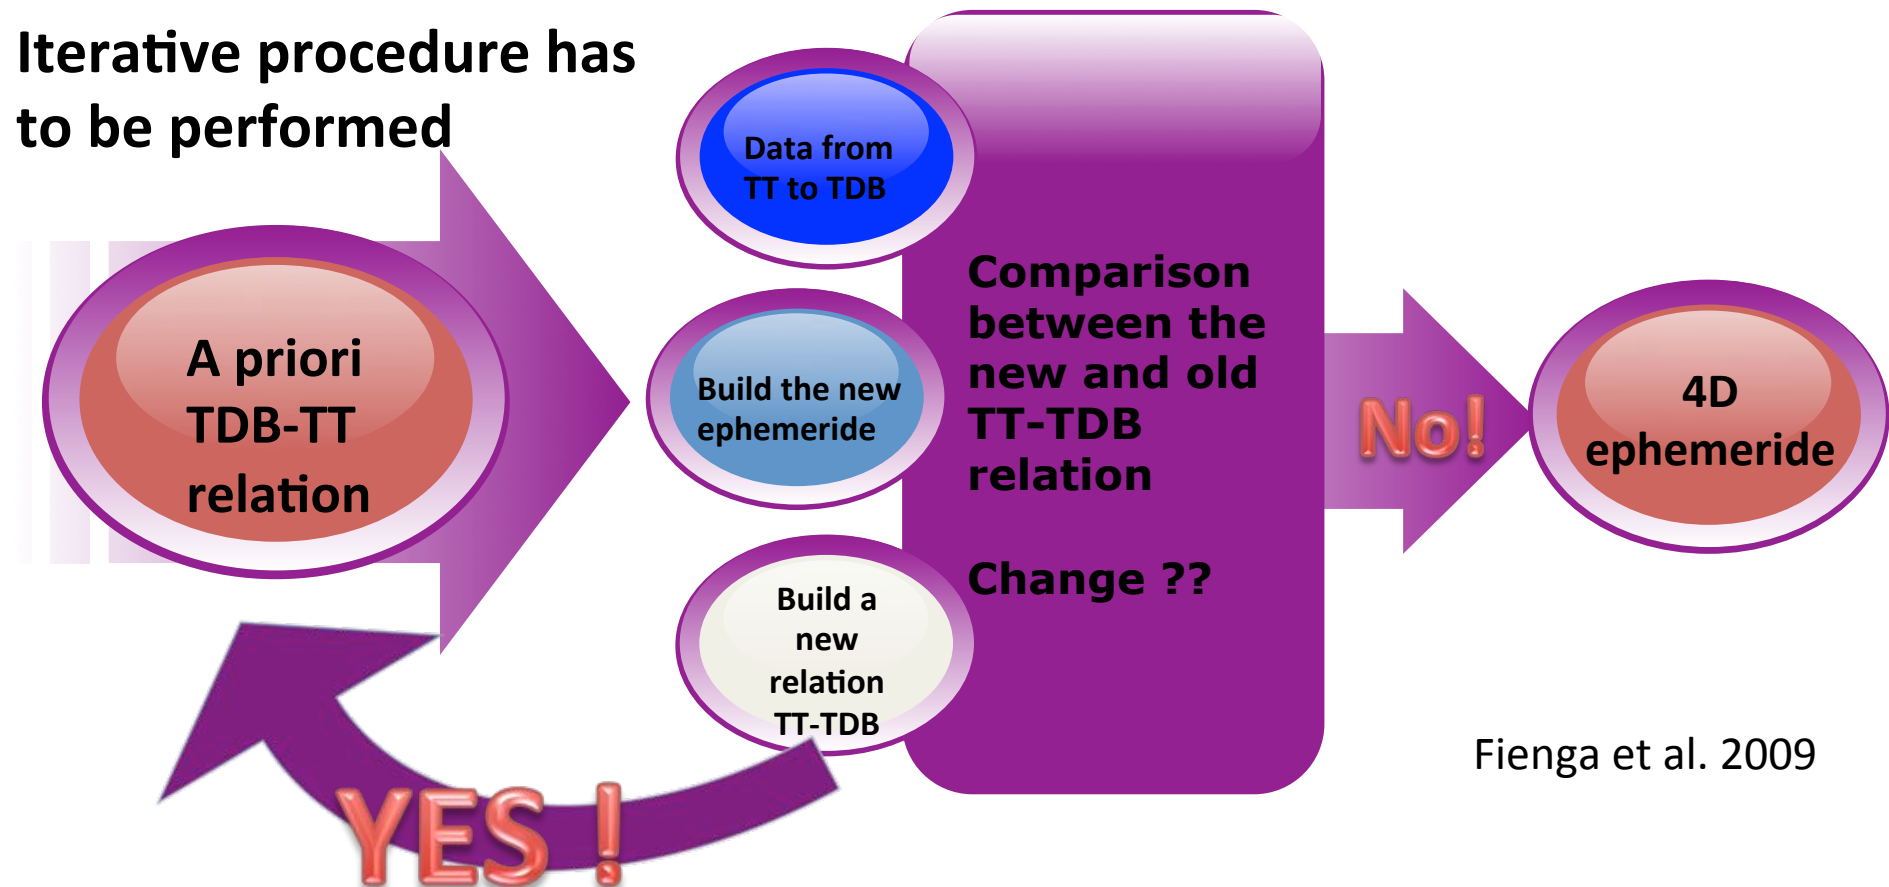 Iterative procedure has
to be performed
A priori
TDB-TT
relation
Data from
TT to TDB
Build the new
ephemeride
Build a
new
relation
TT-TDB
Comparison
between the
new and old
TT-TDB
relation
Change ??
No!
4D
ephemeride
YES !
Fienga et al. 2009